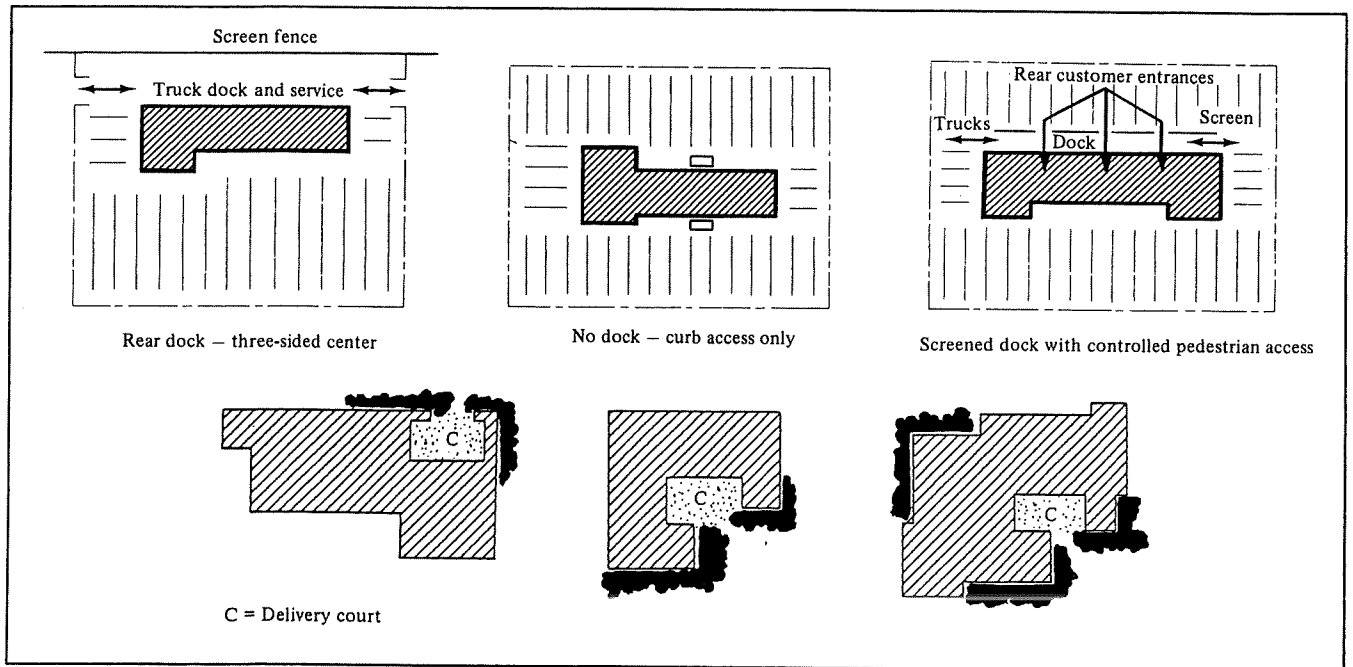 Screen fence
Truck dock and service
Rear dock — three-sided center
No dock — curb access only
Rear customer entrances
Trucks
Screen
Dock
Screened dock with controlled pedestrian access
C
C
C
C = Delivery court